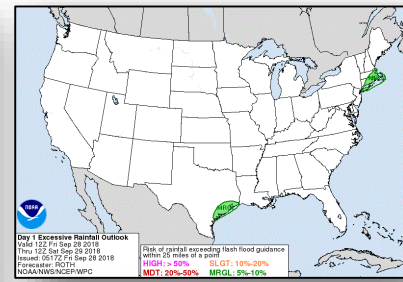 MRGL
MRGL
NOAA
Day 1 Excessive Rainfall Outlook
Valid 12Z Fri Sep 28 2018
Thru 12Z Sat Sep 29 2018
Issued: 0517Z Fri Sep 28 2018
Forecaster: ROTH
NOAA/NWS/NCEP/WPC
Risk of rainfall exceeding flash flood guidance
within 25 miles of a point
HIGH: > 50% SLGT: 10%-20%
MDT: 20%-50% MRGL: 5%-10%